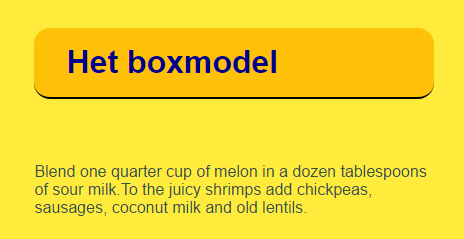 Het boxmodel
Blend one quarter cup of melon in a dozen tablespoons
of sour milk.To the juicy shrimps add chickpeas,
sausages, coconut milk and old lentils.